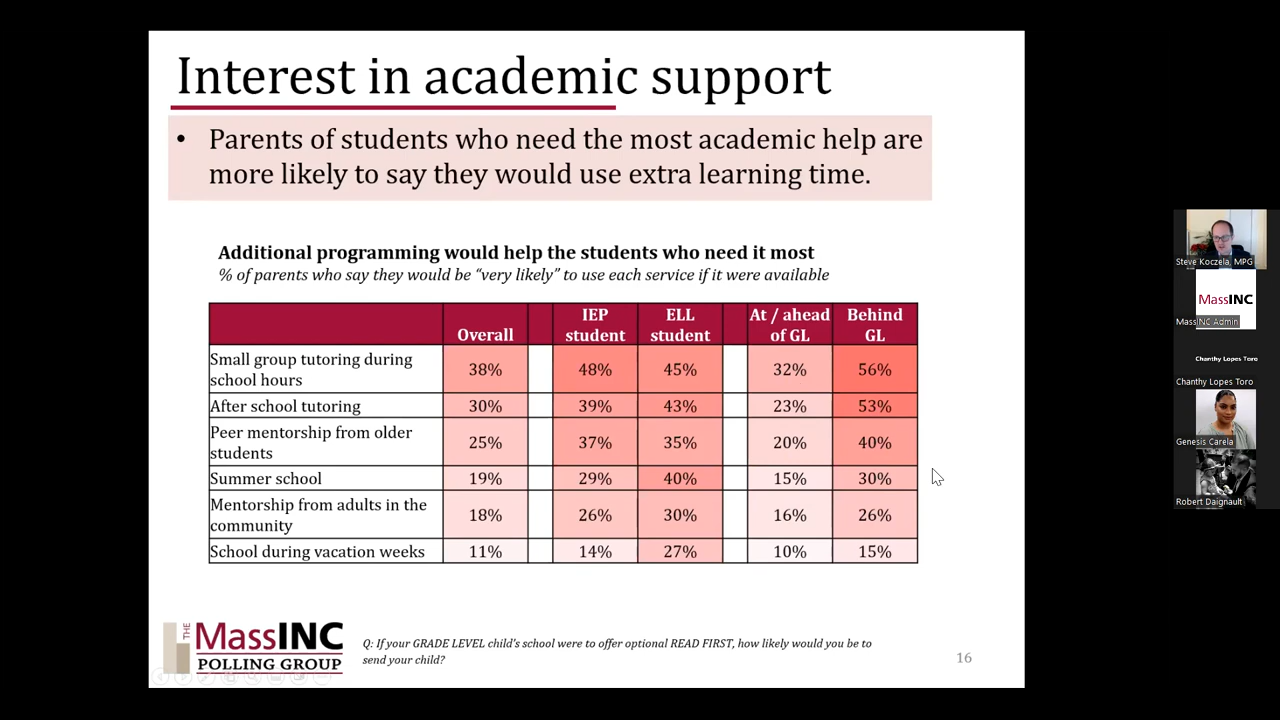 Interest in academic support
• Parents of students who need the most academic help are
more likely to say they would use extra learning time.
Additional programming would help the students who need it most
% of parents who say they would be “very likely” to use each service if it were available
Overall IEP student ELL student At / ahead of GL Behind GL
Small group tutoring during school hours 38% 48% 45% 32% 56%
After school tutoring 30% 39% 43% 23% 53%
Peer mentorship from older students 25% 37% 35% 20% 40%
Summer school 19% 29% 40% 15% 30%
Mentorship from adults in the community 18% 26% 30% 16% 26%
School during vacation weeks 11% 14% 27% 10% 15%
THE MassINC
POLLING GROUP
Q: If your GRADE LEVEL child's school were to offer optional READ FIRST, how likely would you be to
send your child?
16
Steve Koczela, MPG
MassINC
MassINC Admin
Chanthy Lopes Toro
Chanthy Lopes Toro
Genesis Carela
Robert Daignault